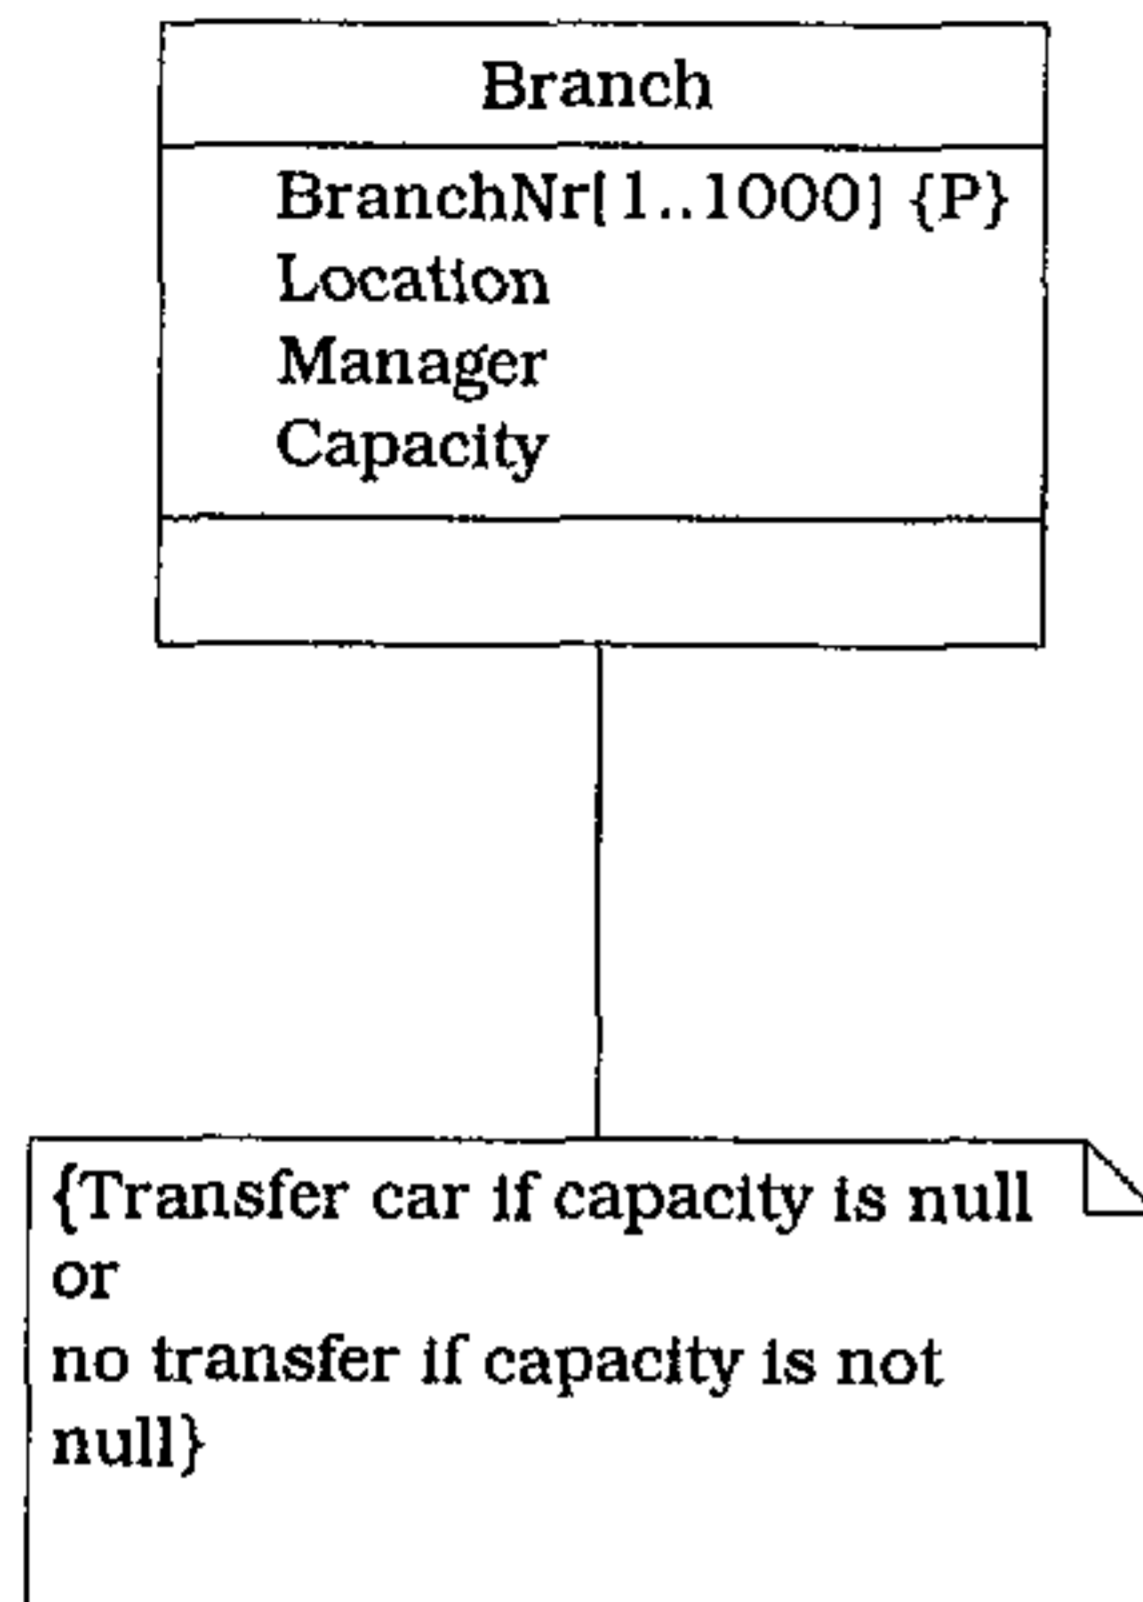 Branch
BranchNr[1..1000] {P}
Location
Manager
Capacity
{Transfer car if capacity is null
or
no transfer if capacity is not
null}